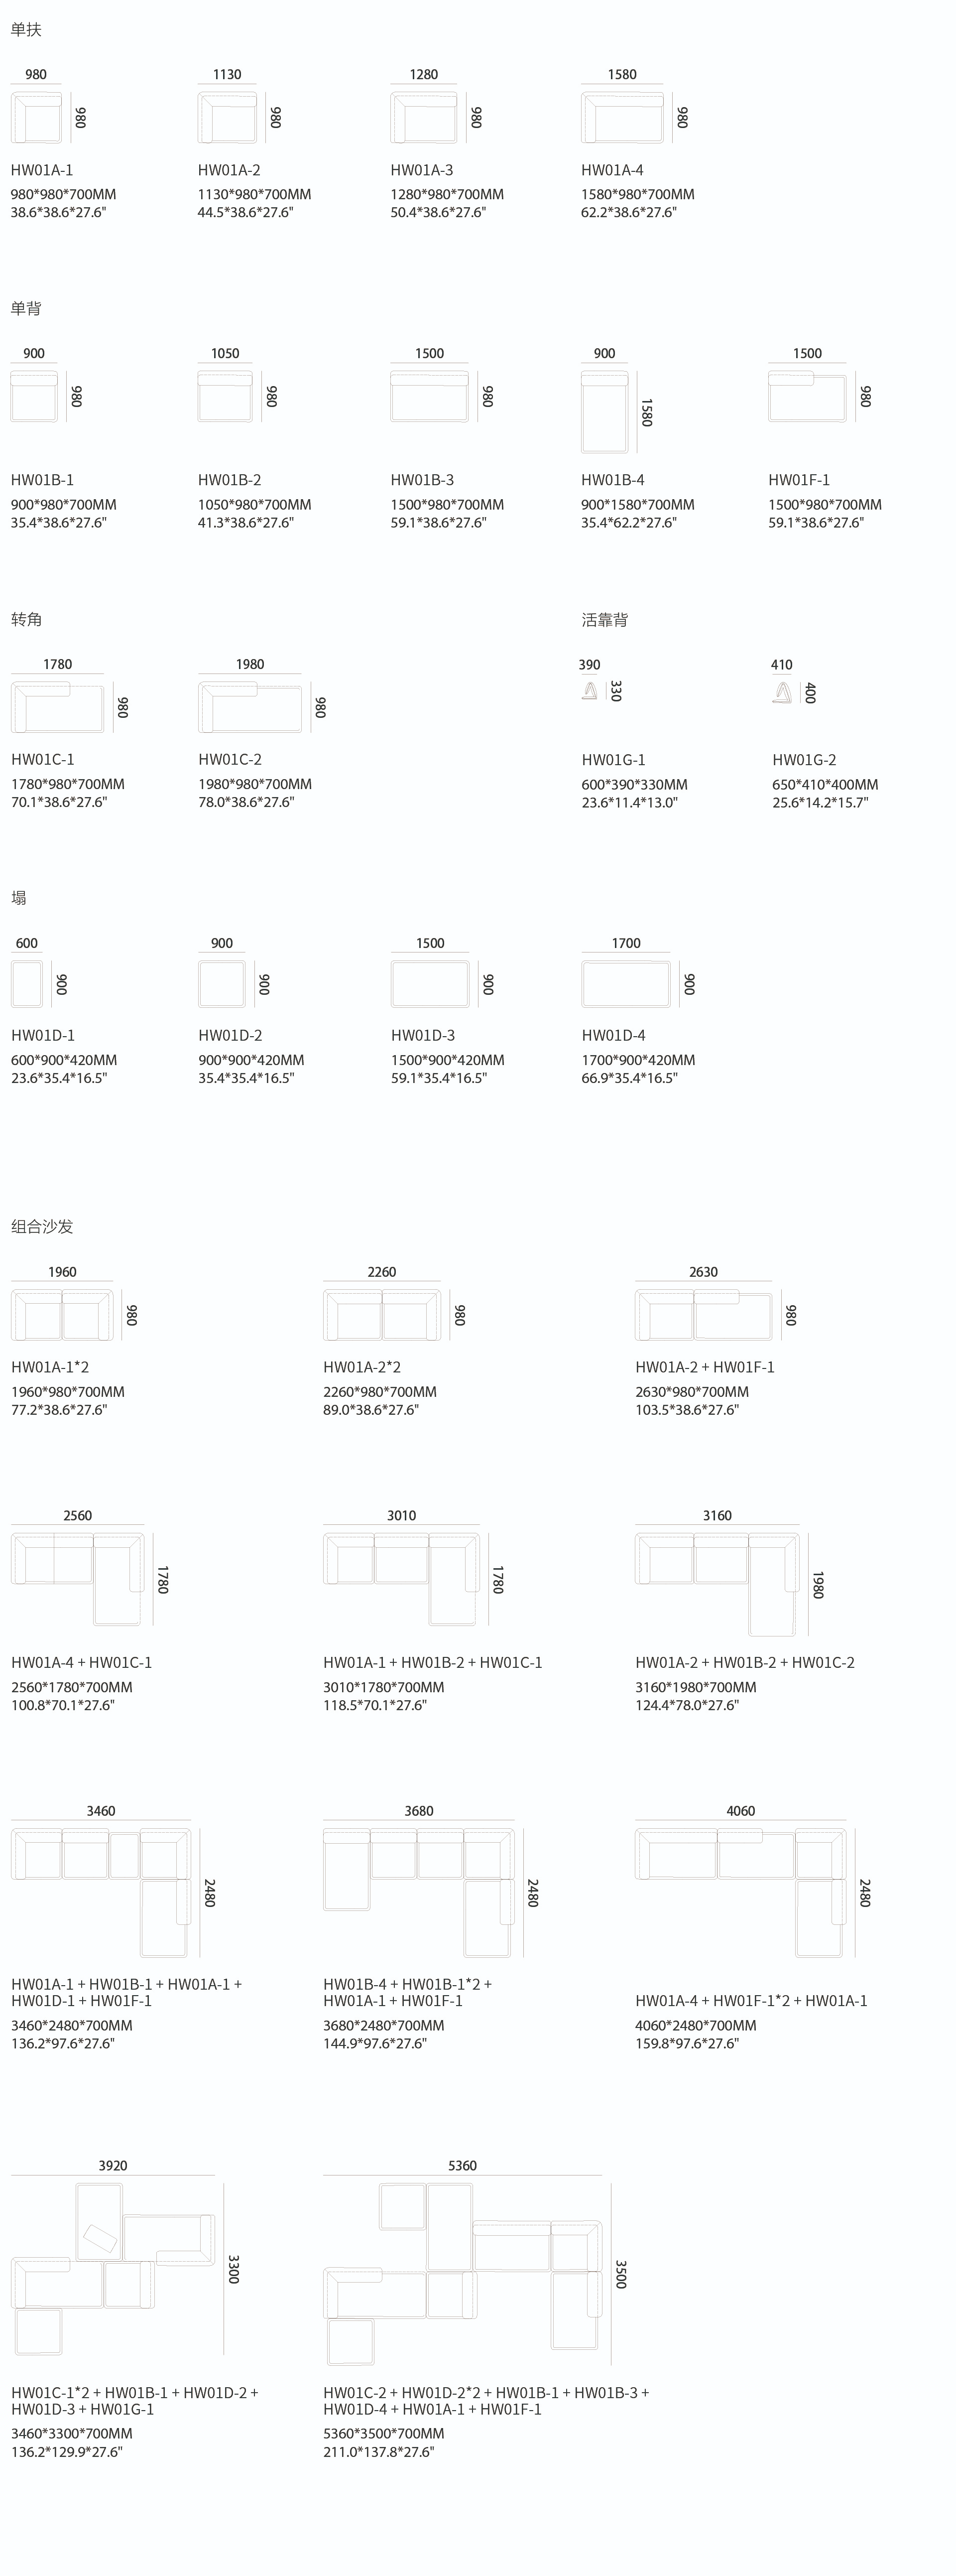 单扶
980
1130
1280
1580
980
980
980
980
HW01A-1
HW01A-2
HW01A-3
HW01A-4
980*980*700MM
1130*980*700MM
1280*980*700MM
1580*980*700MM
38.6*38.6*27.6"
44.5*38.6*27.6"
50.4*38.6*27.6"
62.2*38.6*27.6"
单背
900
1050
1500
900
1500
980
980
980
1580
980
HW01B-1
HW01B-2
HW01B-3
HW01B-4
HW01F-1
900*980*700MM
1050*980*700MM
1500*980*700MM
900*1580*700MM
1500*980*700MM
35.4*38.6*27.6"
41.3*38.6*27.6"
59.1*38.6*27.6"
35.4*62.2*27.6"
59.1*38.6*27.6"
转角
活靠背
1780
1980
390
410
980
980
330
400
HW01C-1
HW01C-2
HW01G-1
HW01G-2
1780*980*700MM
1980*980*700MM
600*390*330MM
650*410*400MM
70.1*38.6*27.6"
78.0*38.6*27.6"
23.6*11.4*13.0"
25.6*14.2*15.7"
塌
600
900
1500
1700
900
900
900
900
HW01D-1
HW01D-2
HW01D-3
HW01D-4
600*900*420MM
900*900*420MM
1500*900*420MM
1700*900*420MM
23.6*35.4*16.5"
35.4*35.4*16.5"
59.1*35.4*16.5"
66.9*35.4*16.5"
组合沙发
1960
2260
2630
980
980
980
HW01A-1*2
HW01A-2*2
HW01A-2 + HW01F-1
1960*980*700MM
2260*980*700MM
2630*980*700MM
77.2*38.6*27.6"
89.0*38.6*27.6"
103.5*38.6*27.6"
2560
3010
3160
1780
1780
1980
HW01A-4 + HW01C-1
HW01A-1 + HW01B-2 + HW01C-1
HW01A-2 + HW01B-2 + HW01C-2
2560*1780*700MM
3010*1780*700MM
3160*1980*700MM
100.8*70.1*27.6"
118.5*70.1*27.6"
124.4*78.0*27.6"
3460
3680
4060
2480
2480
2480
HW01A-1 + HW01B-1 + HW01A-1 +
HW01D-1 + HW01F-1
HW01B-4 + HW01B-1*2 +
HW01A-1 + HW01F-1
HW01A-4 + HW01F-1*2 + HW01A-1
3460*2480*700MM
3680*2480*700MM
4060*2480*700MM
136.2*97.6*27.6"
144.9*97.6*27.6"
159.8*97.6*27.6"
3920
5360
3300
3500
HW01C-1*2 + HW01B-1 + HW01D-2 +
HW01D-3 + HW01G-1
HW01C-2 + HW01D-2*2 + HW01B-1 + HW01B-3 +
HW01D-4 + HW01A-1 + HW01F-1
3460*3300*700MM
5360*3500*700MM
136.2*129.9*27.6"
211.0*137.8*27.6"